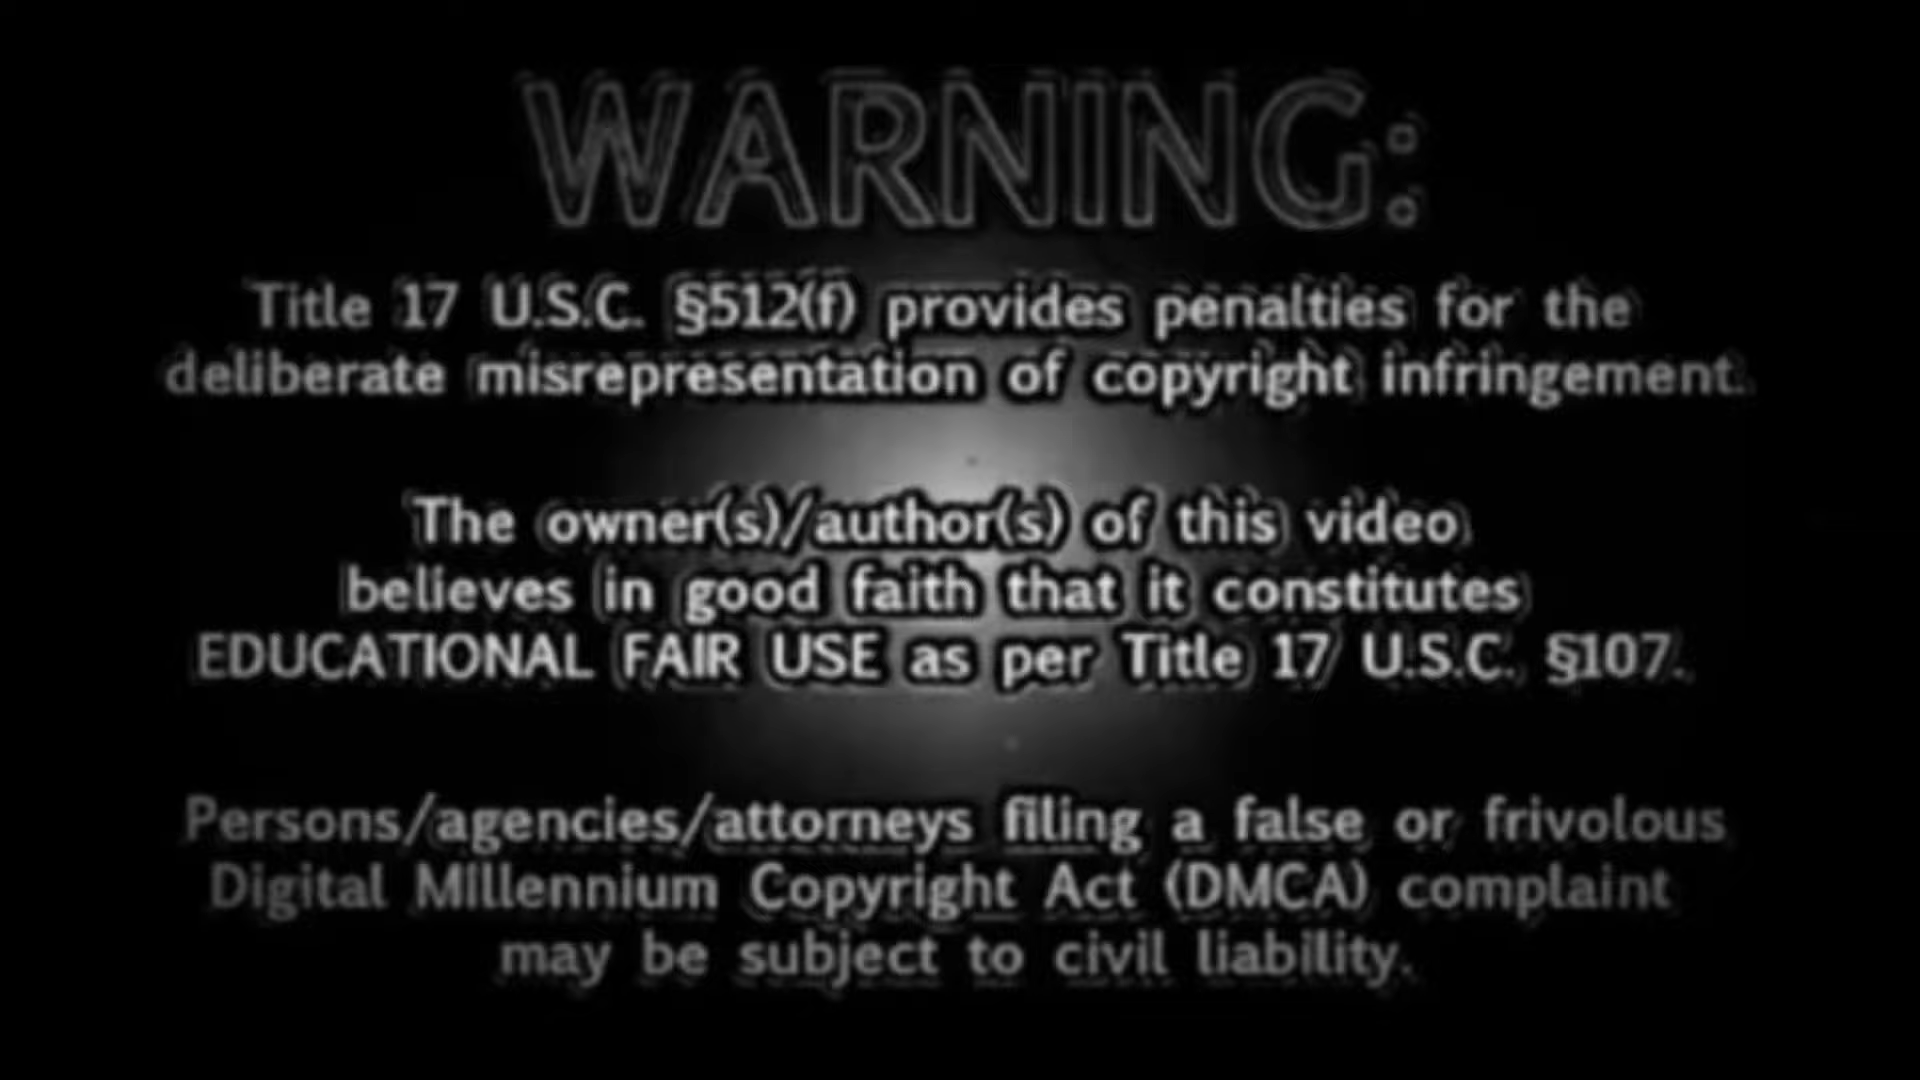 WARNING:
Title 17 U.S.C. §512(f) provides penalties for the
deliberate misrepresentation of copyright infringement.
The owner(s)/author(s) of this video
believes in good faith that it constitutes
EDUCATIONAL FAIR USE as per Title 17 U.S.C. §107.
Persons/agencies/attorneys filing a false or frivolous
Digital Millennium Copyright Act (DMCA) complaint
may be subject to civil liability.